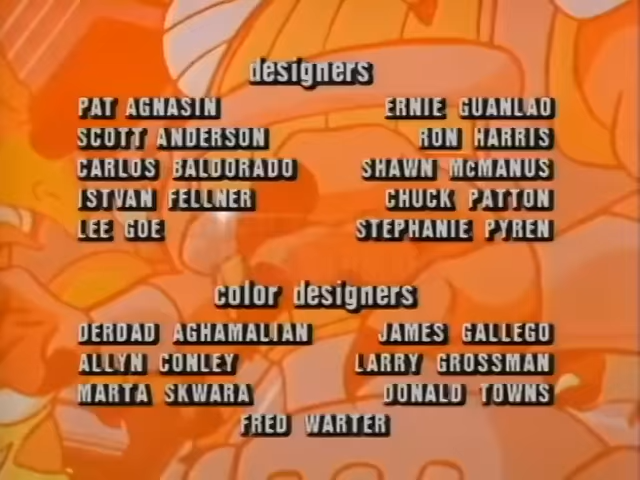 designers
PAT AGNASIN ERNIE GUANLAO
SCOTT ANDERSON RON HARRIS
CARLOS BALDORADO SHAWN McMANUS
ISTVAN FELLNER CHUCK PATTON
LEE GOE STEPHANIE PYREN
color designers
DERDAD AGHAMALIAN JAMES GALLEGO
ALLYN CONLEY LARRY GROSSMAN
MARTA SKWARA DONALD TOWNS
FRED WARTER